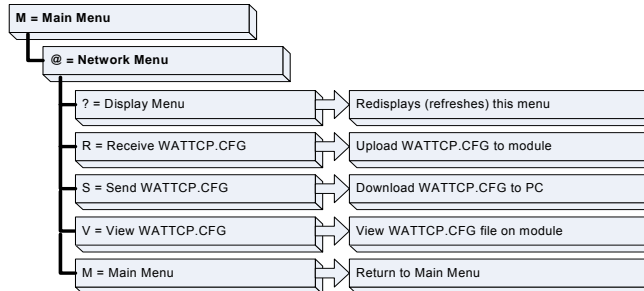 M = Main Menu
@ = Network Menu
? = Display Menu
Redisplays (refreshes) this menu
R = Receive WATTCP.CFG
Upload WATTCP.CFG to module
S = Send WATTCP.CFG
Download WATTCP.CFG to PC
V = View WATTCP.CFG
View WATTCP.CFG file on module
M = Main Menu
Return to Main Menu